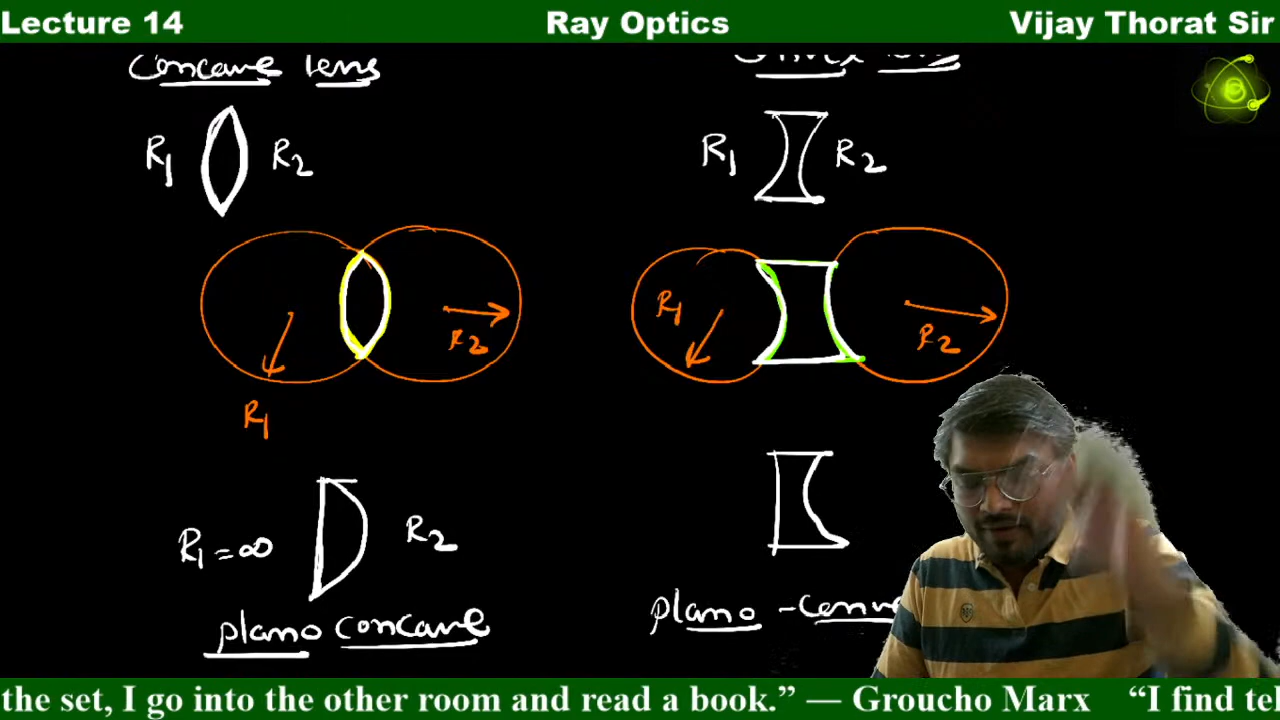 Lecture 14 Ray Optics Vijay Thorat Sir
Concave lens
lens
R1 R2
R1 R2
R1
R2
R1
R2
R1=∞ R2
plano concave
plano -
the set, I go into the other room and read a book.” — Groucho Marx “I find